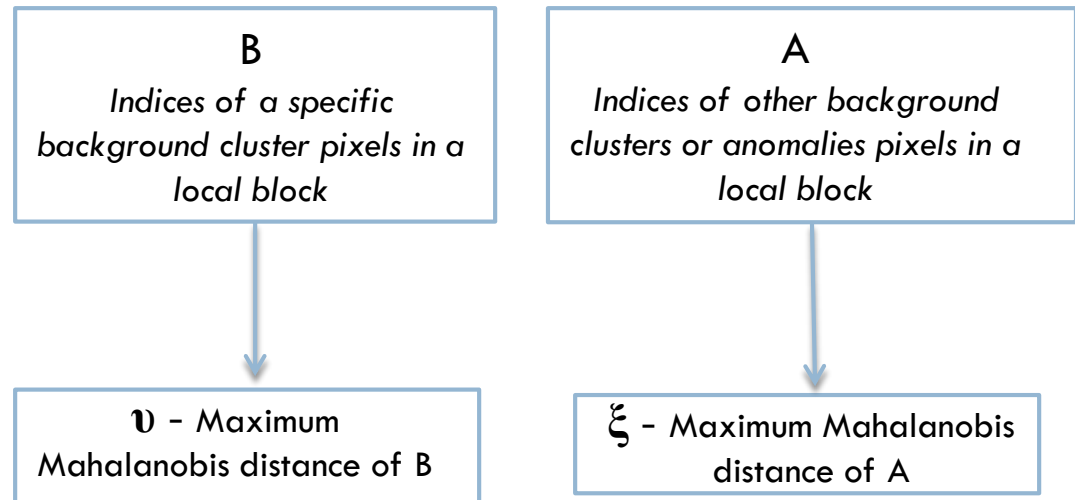 B
Indices of a specific
background cluster pixels in a
local block
A
Indices of other background
clusters or anomalies pixels in a
local block
υ - Maximum
Mahalanobis distance of B
ξ - Maximum Mahalanobis
distance of A